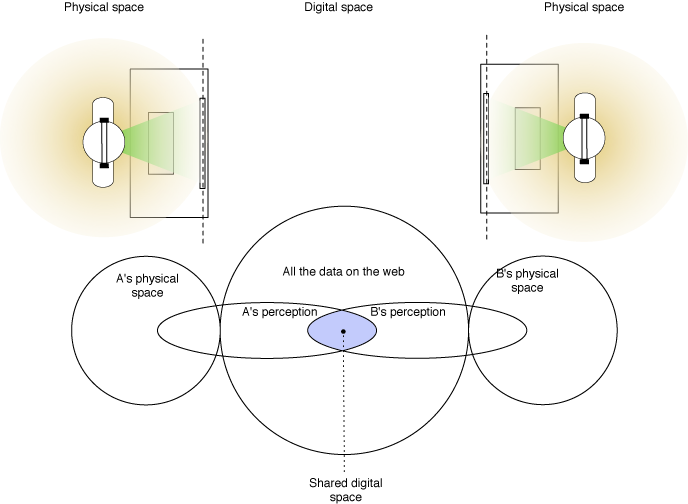 Physical space
Digital space
Physical space
All the data on the web
A's physical
space
B's physical
space
A's perception
B's perception
Shared digital
space